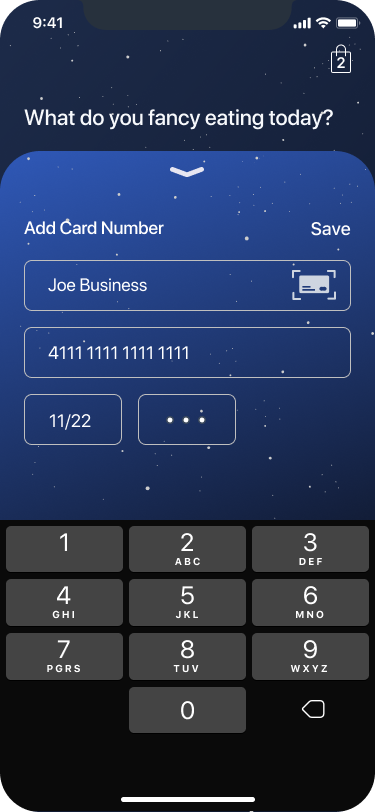 9:41
2
What do you fancy eating today?
Add Card Number
Save
Joe Business
4111 1111 1111 1111
11/22
1
2
3
ABC
DEF
4
5
6
GHI
JKL
MNO
7
8
9
PGRS
TUV
WXYZ
0